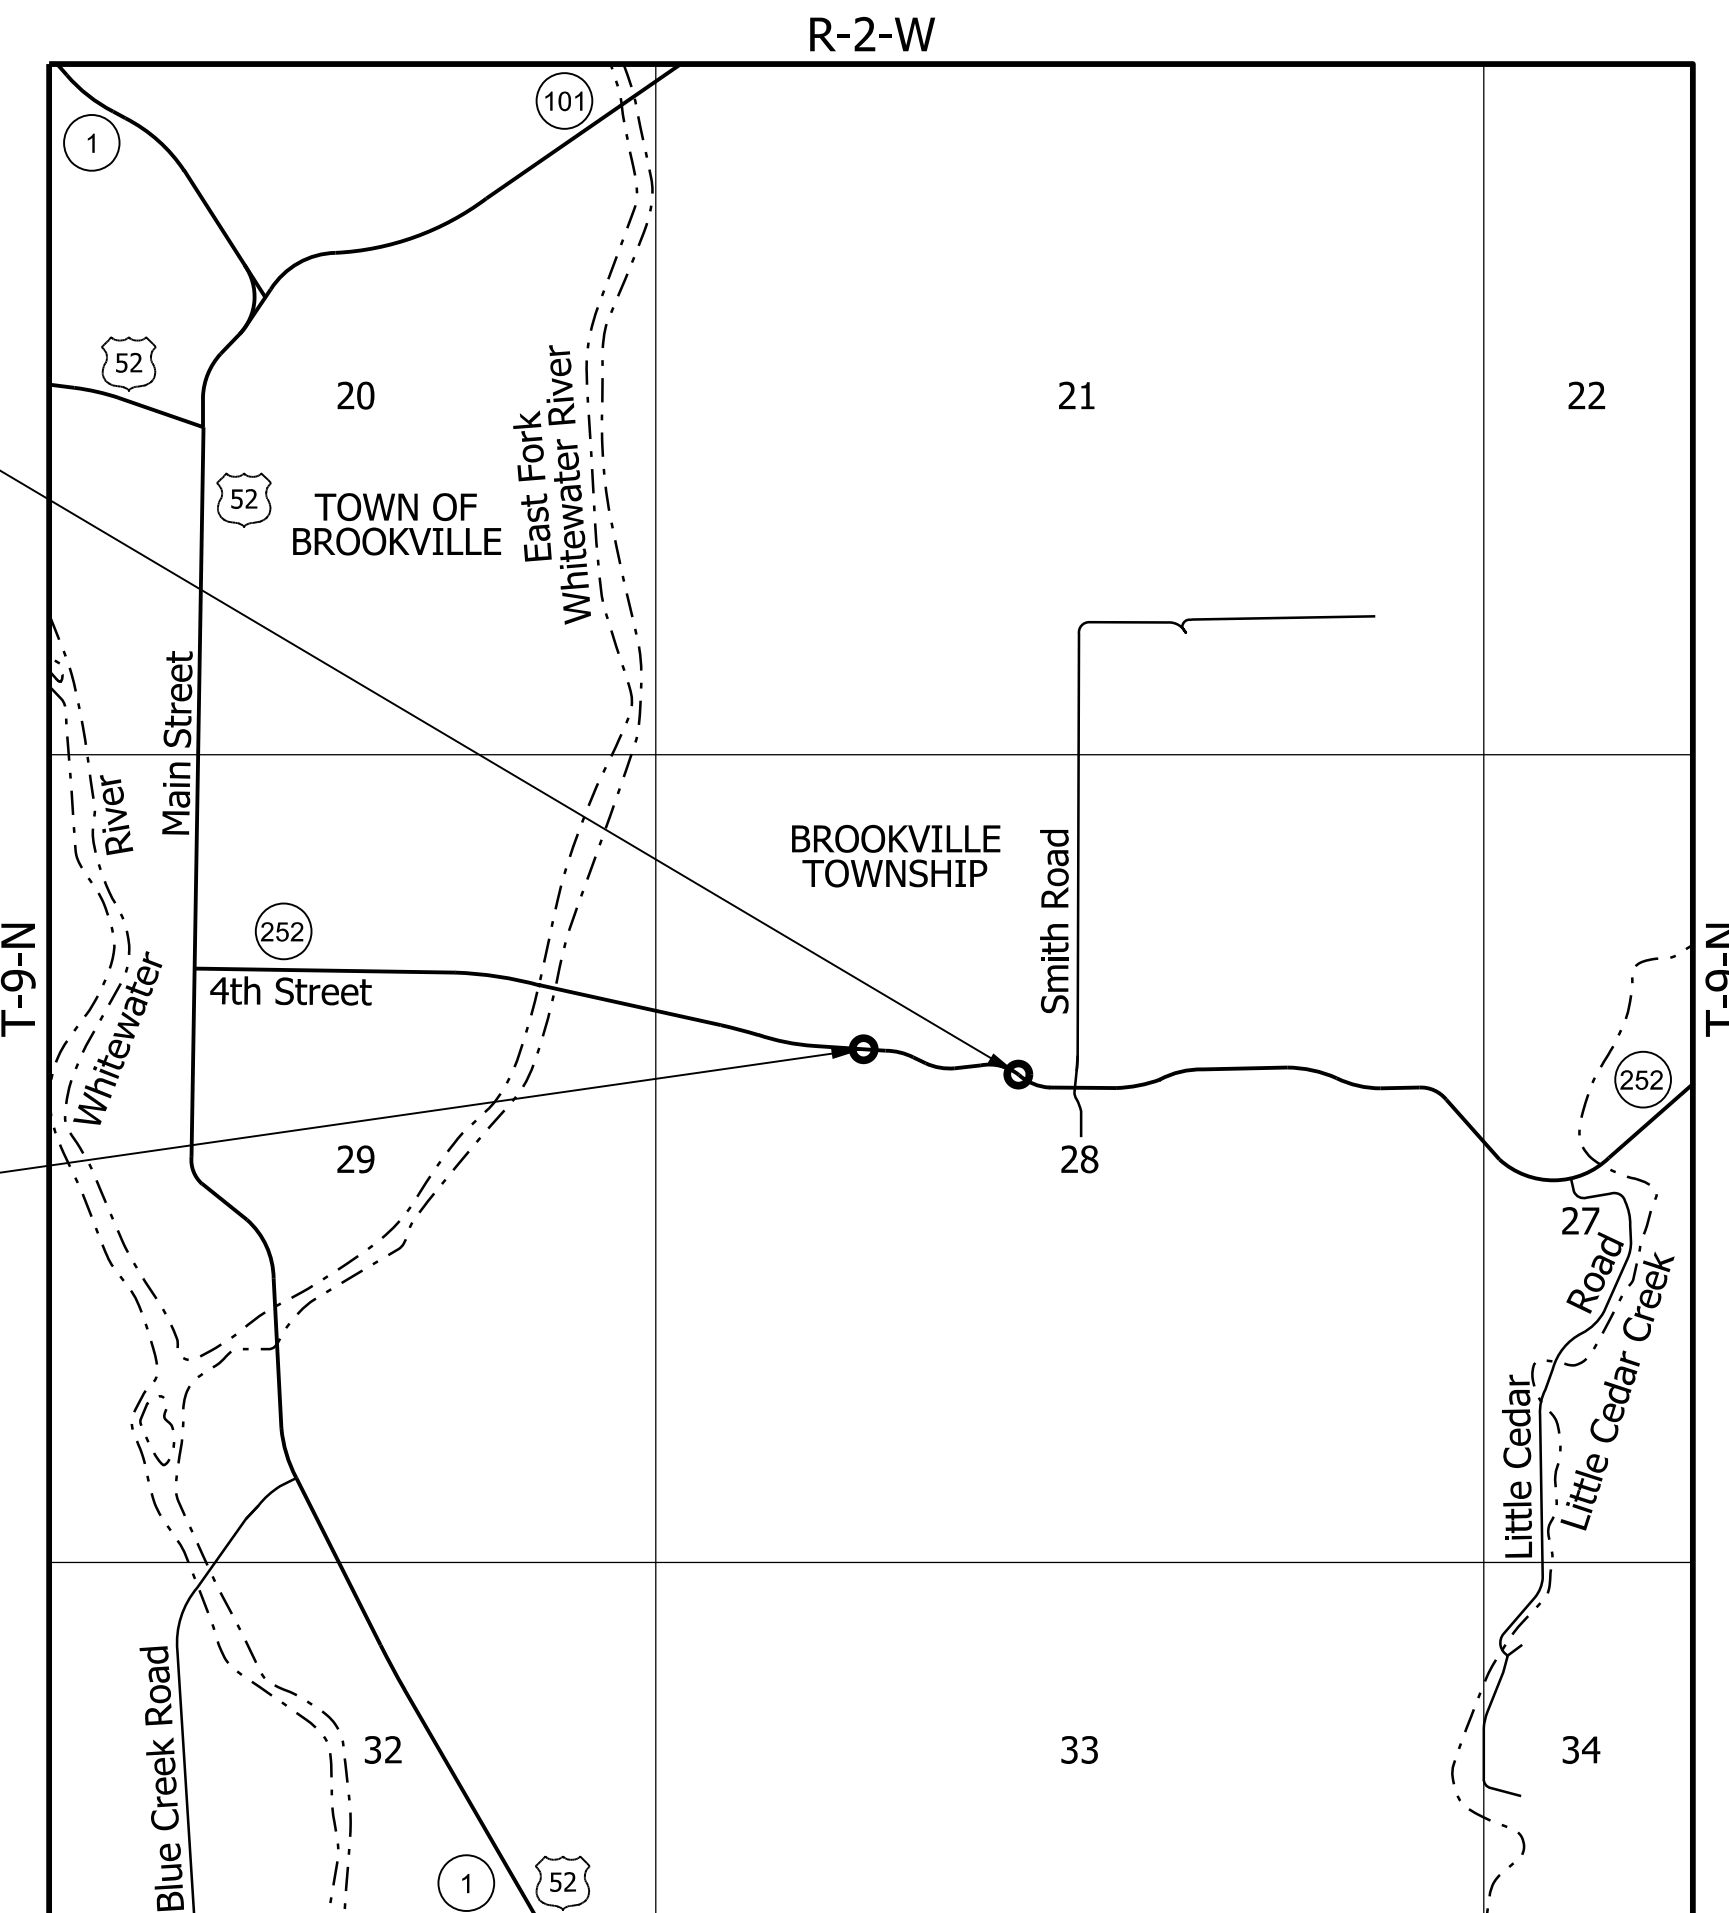 R-2-W
101
1
52
20
21
22
52
TOWN OF
BROOKVILLE
East Fork
Whitewater River
Main Street
River
BROOKVILLE
TOWNSHIP
Smith Road
T-9-N
T-9-N
252
4th Street
Whitewater
252
29
28
27
Road
Little Cedar
Little Cedar Creek
Blue Creek Road
32
33
34
1
52